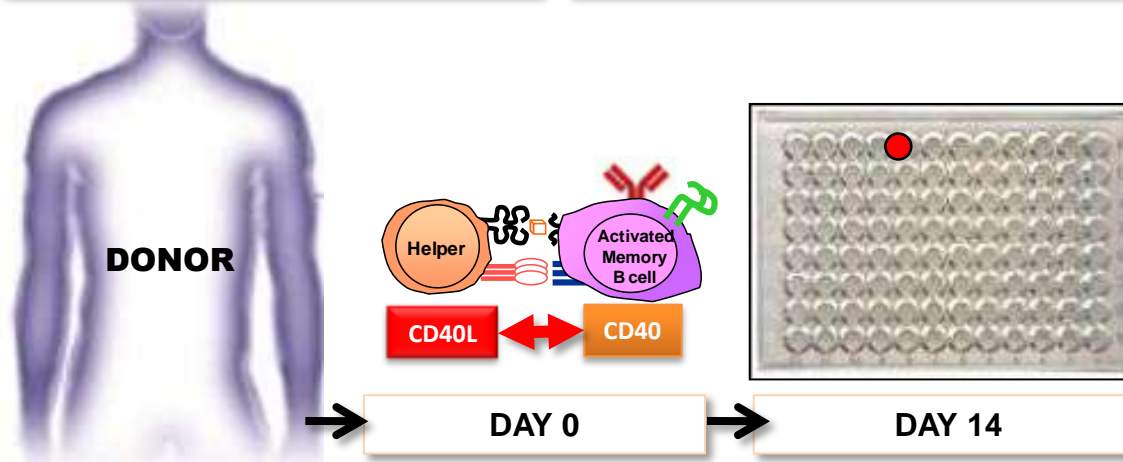 DONOR
Helper
Activated
Memory
B cell
CD40L
CD40
DAY 0
DAY 14